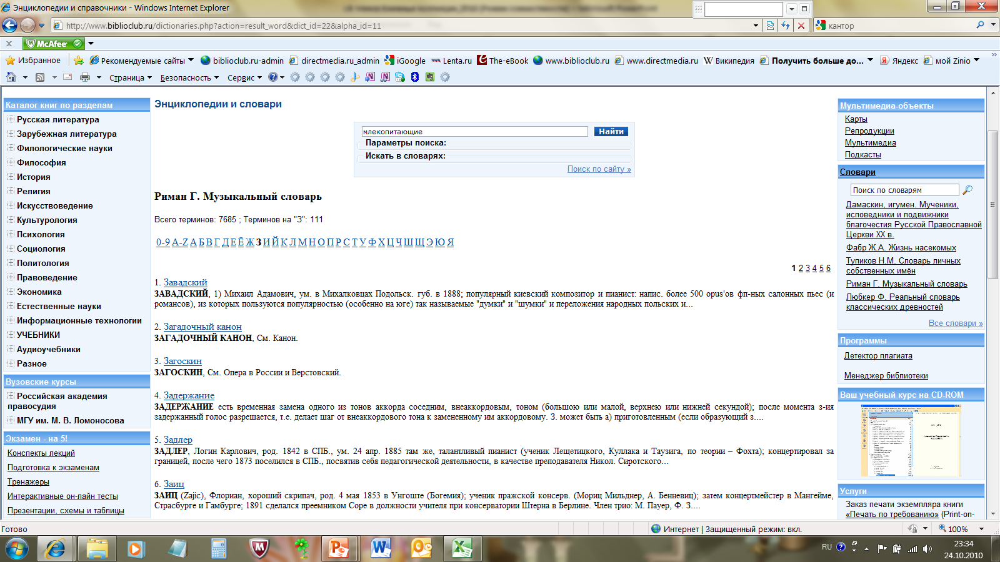 Энциклопедии и справочники - Windows Internet Explorer
http://www.biblioclub.ru/dictionaries.php?action=result_word&dict_id=22&alpha_id=11
кантор
x McAfee
Избранное Рекомендуемые сайты biblioclub.ru-admin directmedia.ru_admin iGoogle Lenta.ru The-eBook www.biblioclub.ru www.directmedia.ru Википедия Получить больше до... Яндекс мой Zinio »
Страница Безопасность Сервис
Каталог книг по разделам
Русская литература
Зарубежная литература
Филологические науки
Философия
История
Религия
Искусствоведение
Культурология
Психология
Социология
Политология
Правоведение
Экономика
Естественные науки
Информационные технологии
УЧЕБНИКИ
Аудиоучебники
Разное
Вузовские курсы
Российская академия
правосудия
МГУ им. М. В. Ломоносова
Экзамен - на 5!
Конспекты лекций
Подготовка к экзаменам
Тренажеры
Интерактивные он-лайн тесты
Презентации, схемы и таблицы
Энциклопедии и словари
млекопитающие Найти
Параметры поиска:
Искать в словарях:
Поиск по сайту »
Риман Г. Музыкальный словарь
Всего терминов: 7685 ; Терминов на "З": 111
0-9 A-Z А Б В Г Д Е Ё Ж З И Й К Л М Н О П Р С Т У Ф Х Ц Ч Ш Щ Э Ю Я
1 2 3 4 5 6
1. Завадский
ЗАВАДСКИЙ, 1) Михаил Адамович, ум. в Михалковцах Подольск. губ. в 1888; популярный киевский композитор и пианист: напис. более 500 opus'ов фп-ных салонных пьес (и
романсов), из которых пользуются популярностью (особенно на юге) так называемые "думки" и "шумки" и переложения народных польских и...
2. Загадочный канон
ЗАГАДОЧНЫЙ КАНОН, См. Канон.
3. Загоскин
ЗАГОСКИН, См. Опера в России и Верстовский.
4. Задержание
ЗАДЕРЖАНИЕ есть временная замена одного из тонов аккорда соседним, внеаккордовым, тоном (большою или малой, верхнею или нижней секундой); после момента з-ия
задержанный голос разрешается, т.е. делает шаг от внеаккордового тона к замененному им аккордовому. З. может быть а) приготовленным (если образующий з....
5. Задлер
ЗАДЛЕР, Логин Карлович, род. 1842 в СПБ., ум. 24 апр. 1885 там же, талантливый пианист (ученик Лещетицкого, Куллака и Таузига, по теории – Фохта); концертировал за
границей, после чего 1873 поселился в СПБ., посвятив себя педагогической деятельности, в качестве преподавателя Никол. Сиротского...
6. Заиц
ЗАИЦ (Zajic), Флориан, хороший скрипач, род. 4 мая 1853 в Унгоште (Богемия); ученик пражской консерв. (Мориц Мильднер, А. Бенневиц); затем концертмейстер в Мангейме,
Страсбурге и Гамбурге; 1891 сделался преемником Соре в должности учителя при консерватории Штерна в Берлине. Член трио: М. Пауер, Ф. З....
Мультимедиа-объекты
Карты
Репродукции
Мультимедиа
Подкасты
Словари
Поиск по словарям
Дамаскин, игумен. Мученики,
исповедники и подвижники
благочестия Русской Православной
Церкви XX в.
Фабр Ж.А. Жизнь насекомых
Тупиков Н.М. Словарь личных
собственных имён
Риман Г. Музыкальный словарь
Любкер Ф. Реальный словарь
классических древностей
Все словари »
Программы
Детектор плагиата
Менеджер библиотеки
Ваш учебный курс на CD-ROM
Услуги
Заказ печати экземпляра книги
«Печать по требованию» (Print-on-
Готово Интернет | Защищенный режим: вкл. 100%
RU 23:34
24.10.2010